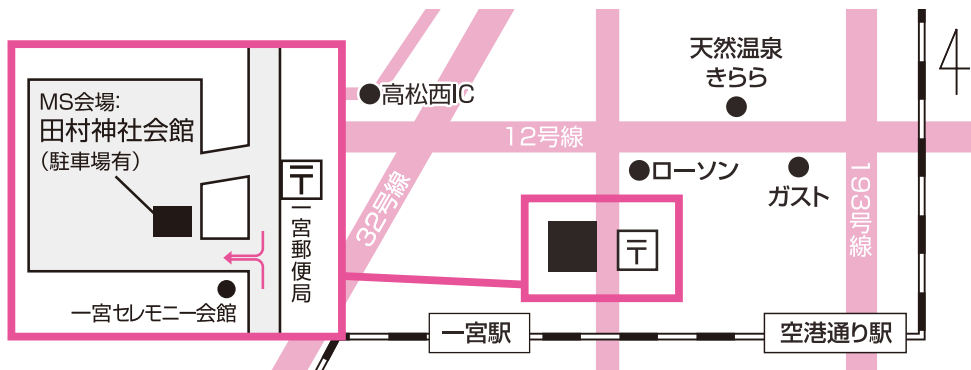 MS会場:
田村神社会館
（駐車場有）
〒
一宮郵便局
一宮セレモニー会館
高松西IC
32号線
12号線
天然温泉
きらら
ローソン
ガスト
193号線
〒
一宮駅
空港通り駅
4